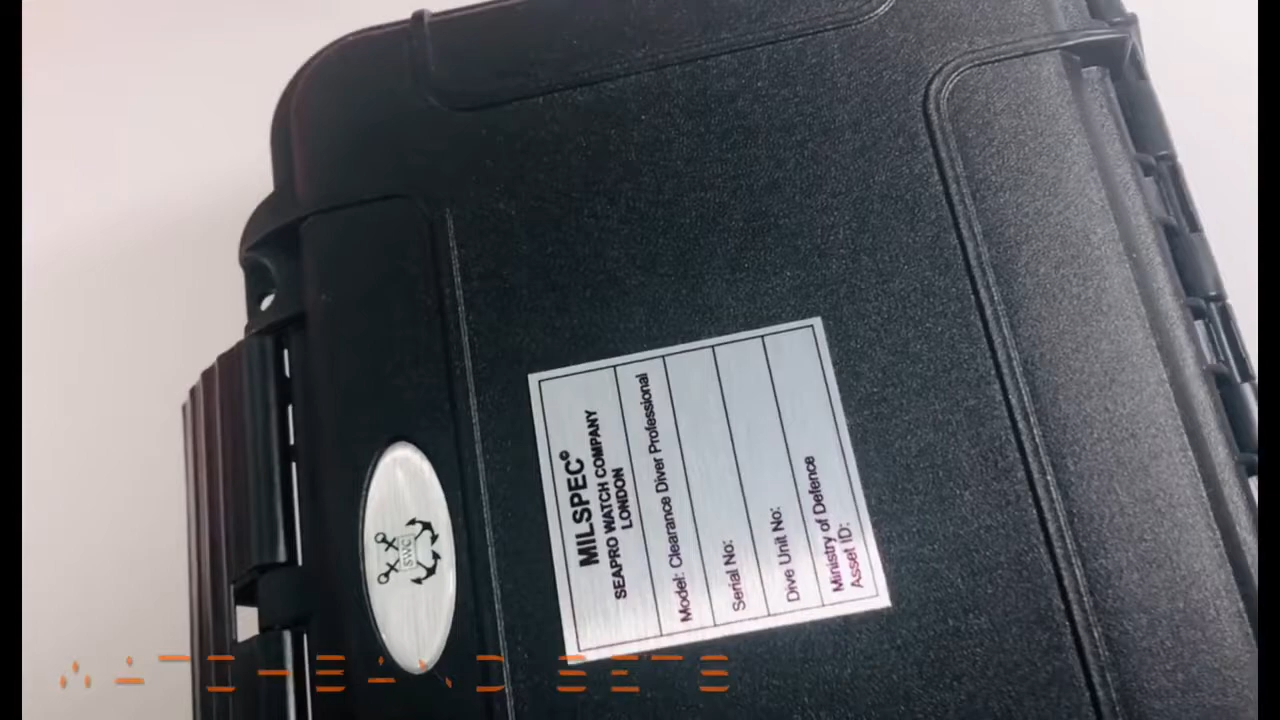 MILSPEC°
SEAPRO WATCH COMPANY
LONDON
Model: Clearance Diver Professional
Serial No:
Dive Unit No:
Ministry of Defence
Asset ID:
SWC